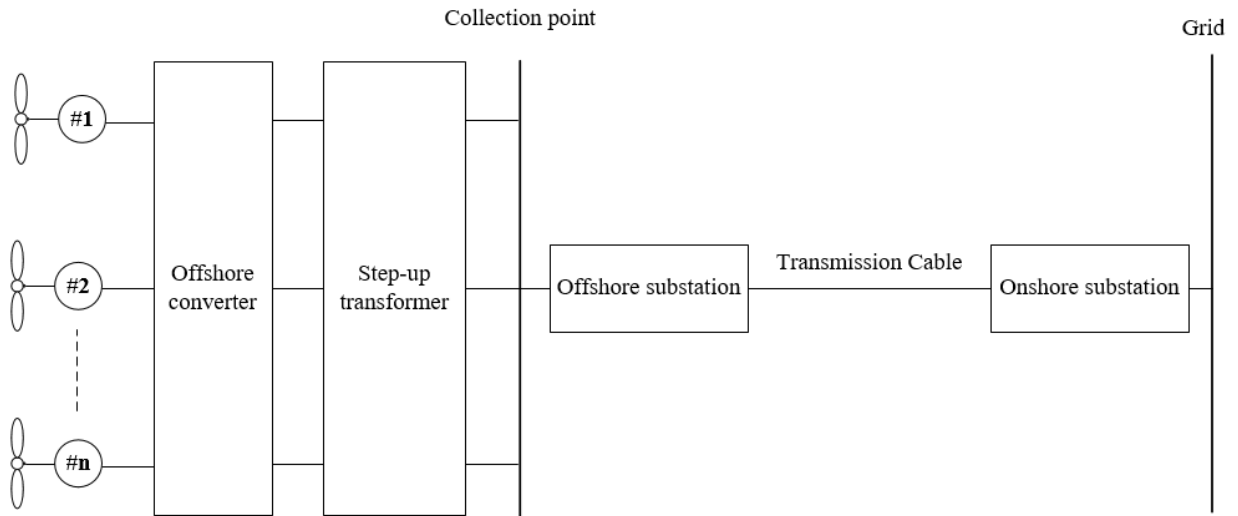 Collection point
Grid
#1
#2
#n
Offshore
converter
Step-up
transformer
Offshore substation
Transmission Cable
Onshore substation